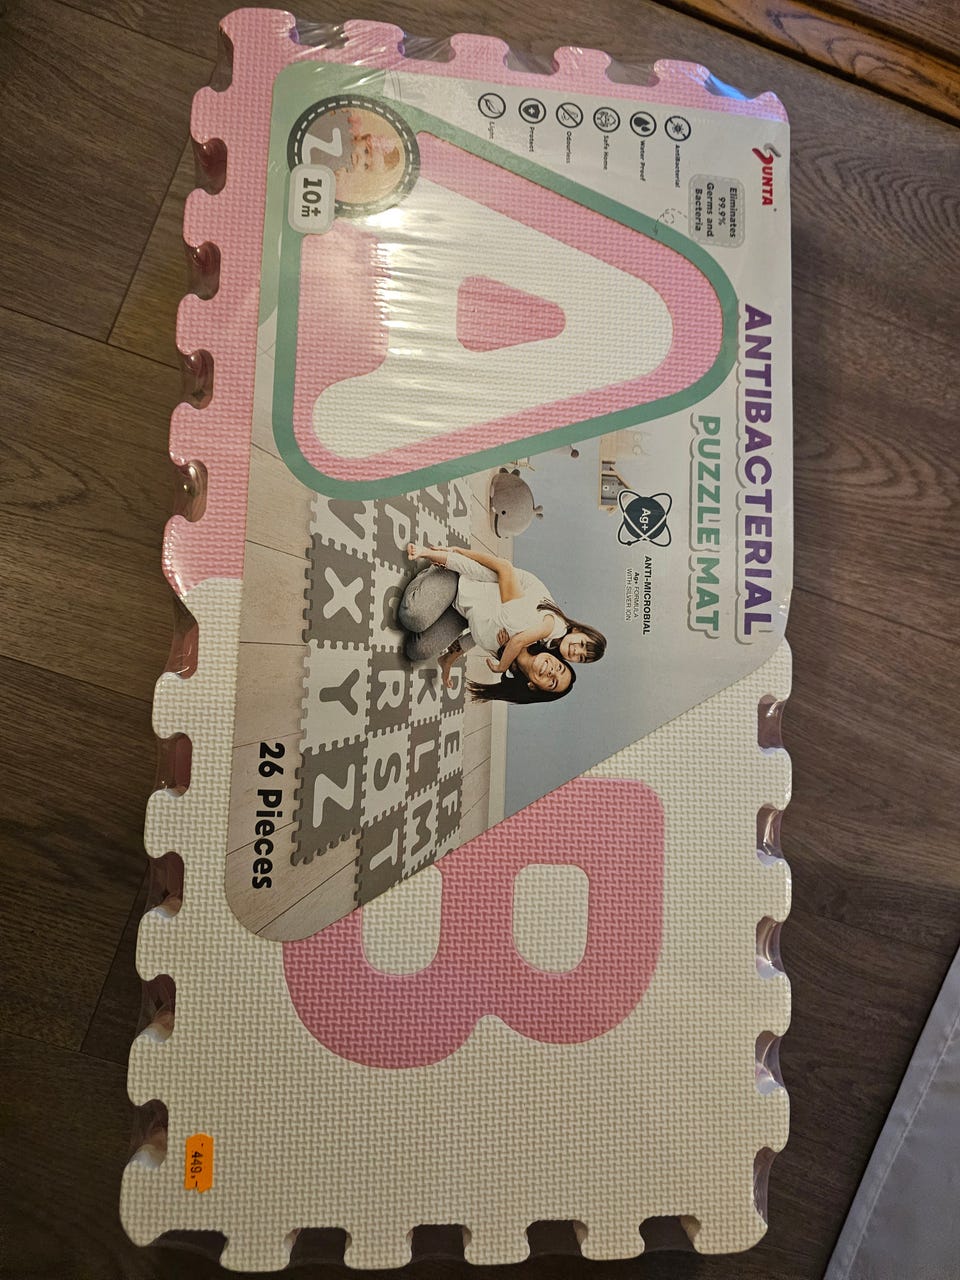 SUNTA
Eliminates
99.9%
Germs and
Bacteria
AntiBacterial
Water Proof
Safe Home
Odourless
Protect
Light
ANTIBACTERIAL
PUZZLE MAT
Ag+
ANTI-MICROBIAL
Ag+ FORMULA
WITH SILVER ION
10+
m
Z
A
A
D E F
K L M
P Q R S T
V X Y Z
26 Pieces
B
449,-